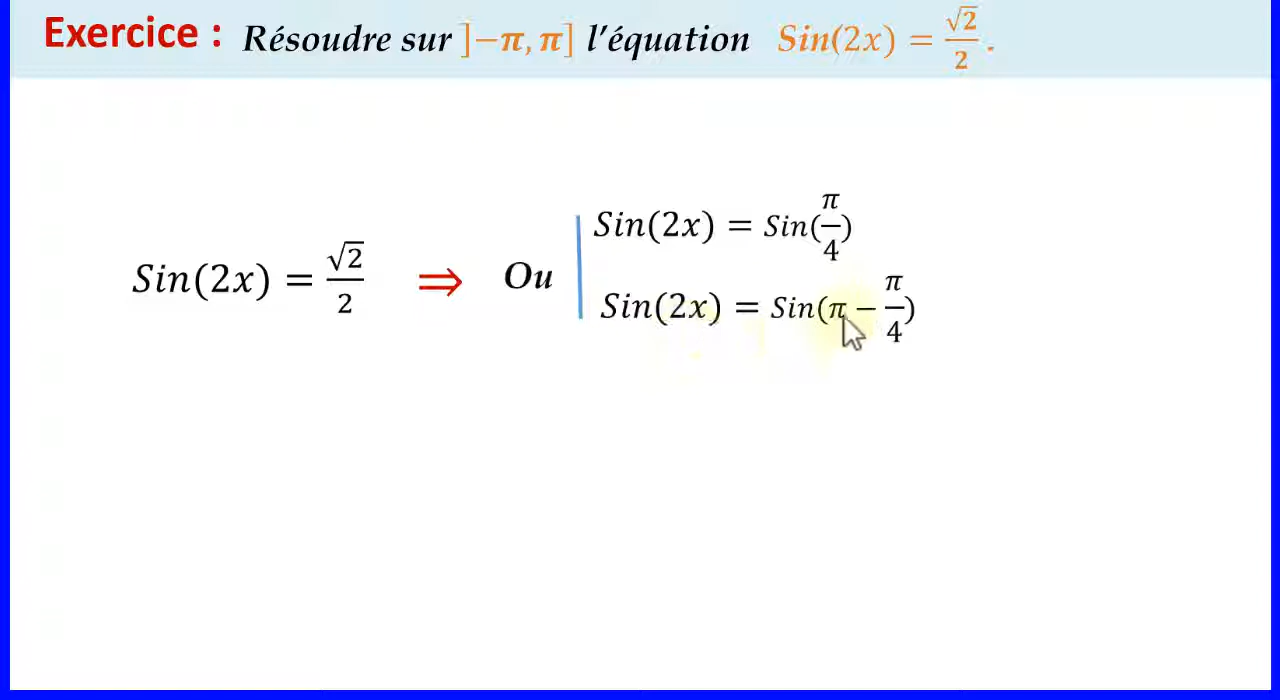 Exercice : Résoudre sur ]−π, π] l'équation Sin(2x) = √2/2 .
Sin(2x) = √2/2 ⇒ Ou
Sin(2x) = Sin(π/4)
Sin(2x) = Sin(π − π/4)